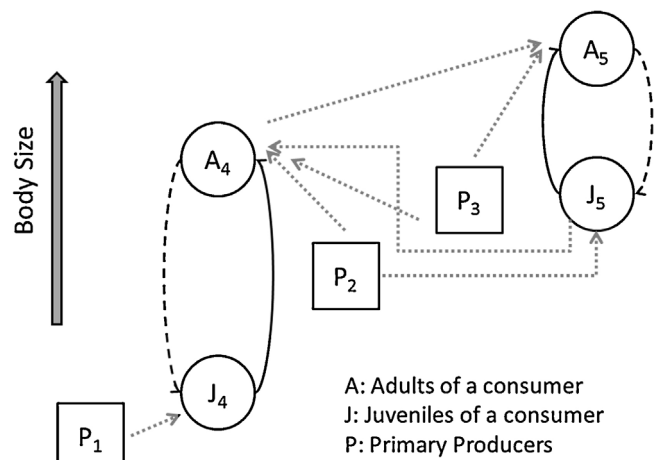 A5
Body Size
A4
P3
J5
P2
J4
A: Adults of a consumer
J: Juveniles of a consumer
P1
P: Primary Producers